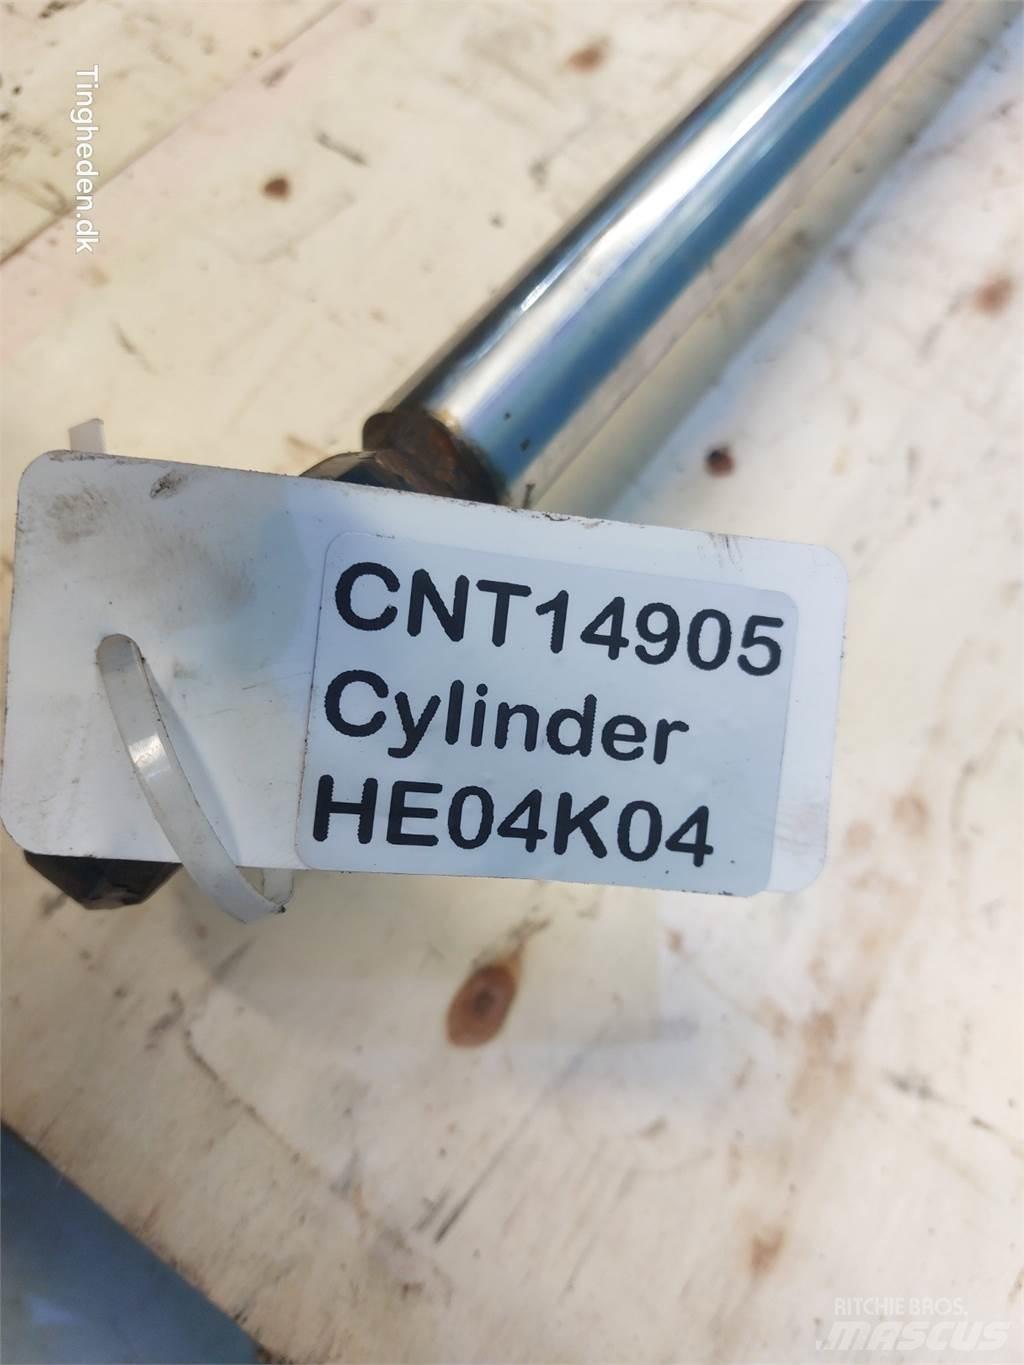 Tingheden.dk
CNT14905
Cylinder
HE04K04
RITCHIE BROS.
MASCUS